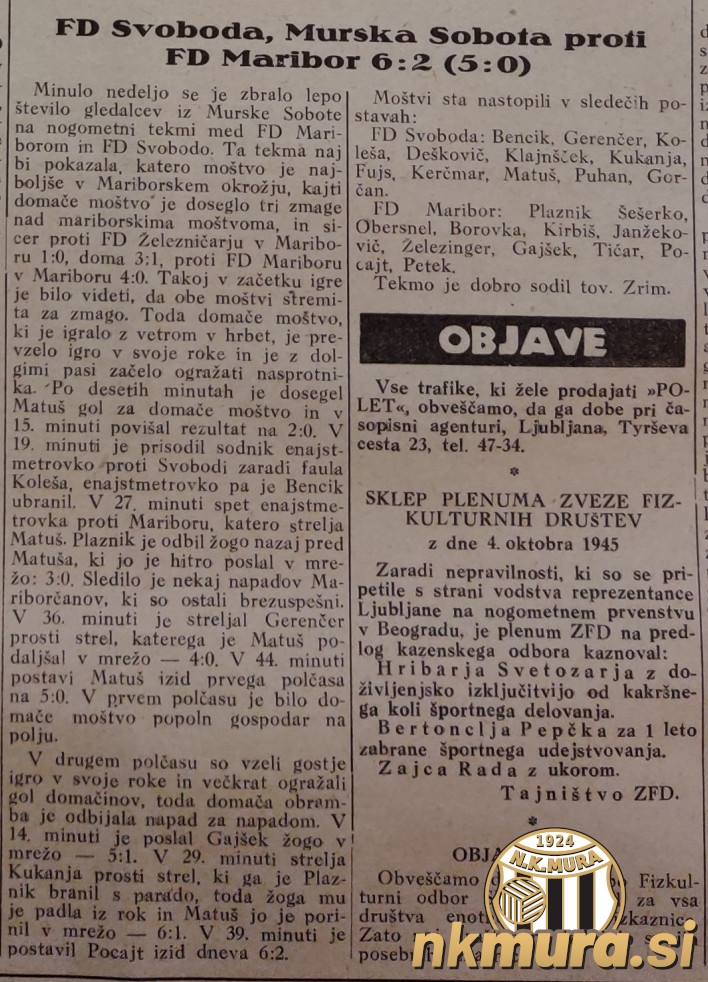 FD Svoboda, Murska Sobota proti
FD Maribor 6:2 (5:0)
Minulo nedeljo se je zbralo lepo
število gledalcev iz Murske Sobote
na nogometni tekmi med FD Mari-
borom in FD Svobodo. Ta tekma naj
bi pokazala, katero moštvo je naj-
boljše v Mariborskem okrožju, kajti
domače moštvo je doseglo tri zmage
nad mariborskima moštvoma, in si-
cer proti FD Železničarju v Maribo-
ru 1:0, doma 3:1, proti FD Mariboru
v Mariboru 4:0. Takoj v začetku igre
je bilo videti, da obe moštvi stremi-
ta za zmago. Toda domače moštvo,
ki je igralo z vetrom v hrbet, je pre-
vzelo igro v svoje roke in je z dol-
gimi pasi začelo ogražati nasprotni-
ka. Po desetih minutah je dosegel
Matuš gol za domače moštvo in v
15. minuti povišal rezultat na 2:0. V
19. minuti je prisodil sodnik enajst-
metrovko proti Svobodi zaradi faula
Koleša, enajstmetrovko pa je Bencik
ubranil. V 27. minuti spet enajstme-
trovka proti Mariboru, katero strelja
Matuš. Plaznik je odbil žogo nazaj pred
Matuša, ki jo je hitro poslal v mre-
žo: 3:0. Sledilo je nekaj napadov Ma-
riborčanov, ki so ostali brezuspešni.
V 36. minuti je streljal Gerenčer
prosti strel, katerega je Matuš po-
daljšal v mrežo — 4:0. V 44. minuti
postavi Matuš izid prvega polčasa
na 5:0. V prvem polčasu je bilo do-
mače moštvo popoln gospodar na
polju.
V drugem polčasu so vzeli gostje
igro v svoje roke in večkrat ogražali
gol domačinov, toda domača obram-
ba je odbijala napad za napadom. V
14. minuti je poslal Gajšek žogo v
mrežo — 5:1. V 29. minuti strelja
Kukanja prosti strel, ki ga je Plaz-
nik branil s parado, toda žoga mu
je padla iz rok in Matuš jo je pori-
nil v mrežo — 6:1. V 39. minuti je
postavil Pocajt izid dneva 6:2.
Moštvi sta nastopili v sledečih po-
stavah:
FD Svoboda: Bencik, Gerenčer, Ko-
leša, Deškovič, Klajnšček, Kukanja,
Fujs, Kerčmar, Matuš, Puhan, Gor-
čan.
FD Maribor: Plaznik Šešerko,
Obersnel, Borovka, Kirbiš, Janžeko-
vič, Železinger, Gajšek, Tičar, Po-
cajt, Petek.
Tekmo je dobro sodil tov. Zrim.
OBJAVE
Vse trafike, ki žele prodajati »PO-
LET«, obveščamo, da ga dobe pri ča-
sopisni agenturi, Ljubljana, Tyrševa
cesta 23, tel. 47-34.
*
SKLEP PLENUMA ZVEZE FIZ-
KULTURNIH DRUŠTEV
z dne 4. oktobra 1945
Zaradi nepravilnosti, ki so se pri-
petile s strani vodstva reprezentance
Ljubljane na nogometnem prvenstvu
v Beogradu, je plenum ZFD na pred-
log kazenskega odbora kaznoval:
Hribarja Svetozarja z do-
življenjsko izključitvijo od kakršne-
ga koli športnega delovanja.
Bertonclja Pepčka za 1 leto
zabrane športnega udejstvovanja.
Zajca Rada z ukorom.
Tajništvo ZFD.
*
OBJA
Obveščamo Fizkul-
turni odbor za vsa
društva enot izkaznic.
Zato
poseb
1924
N.K.MURA
nkmura.si